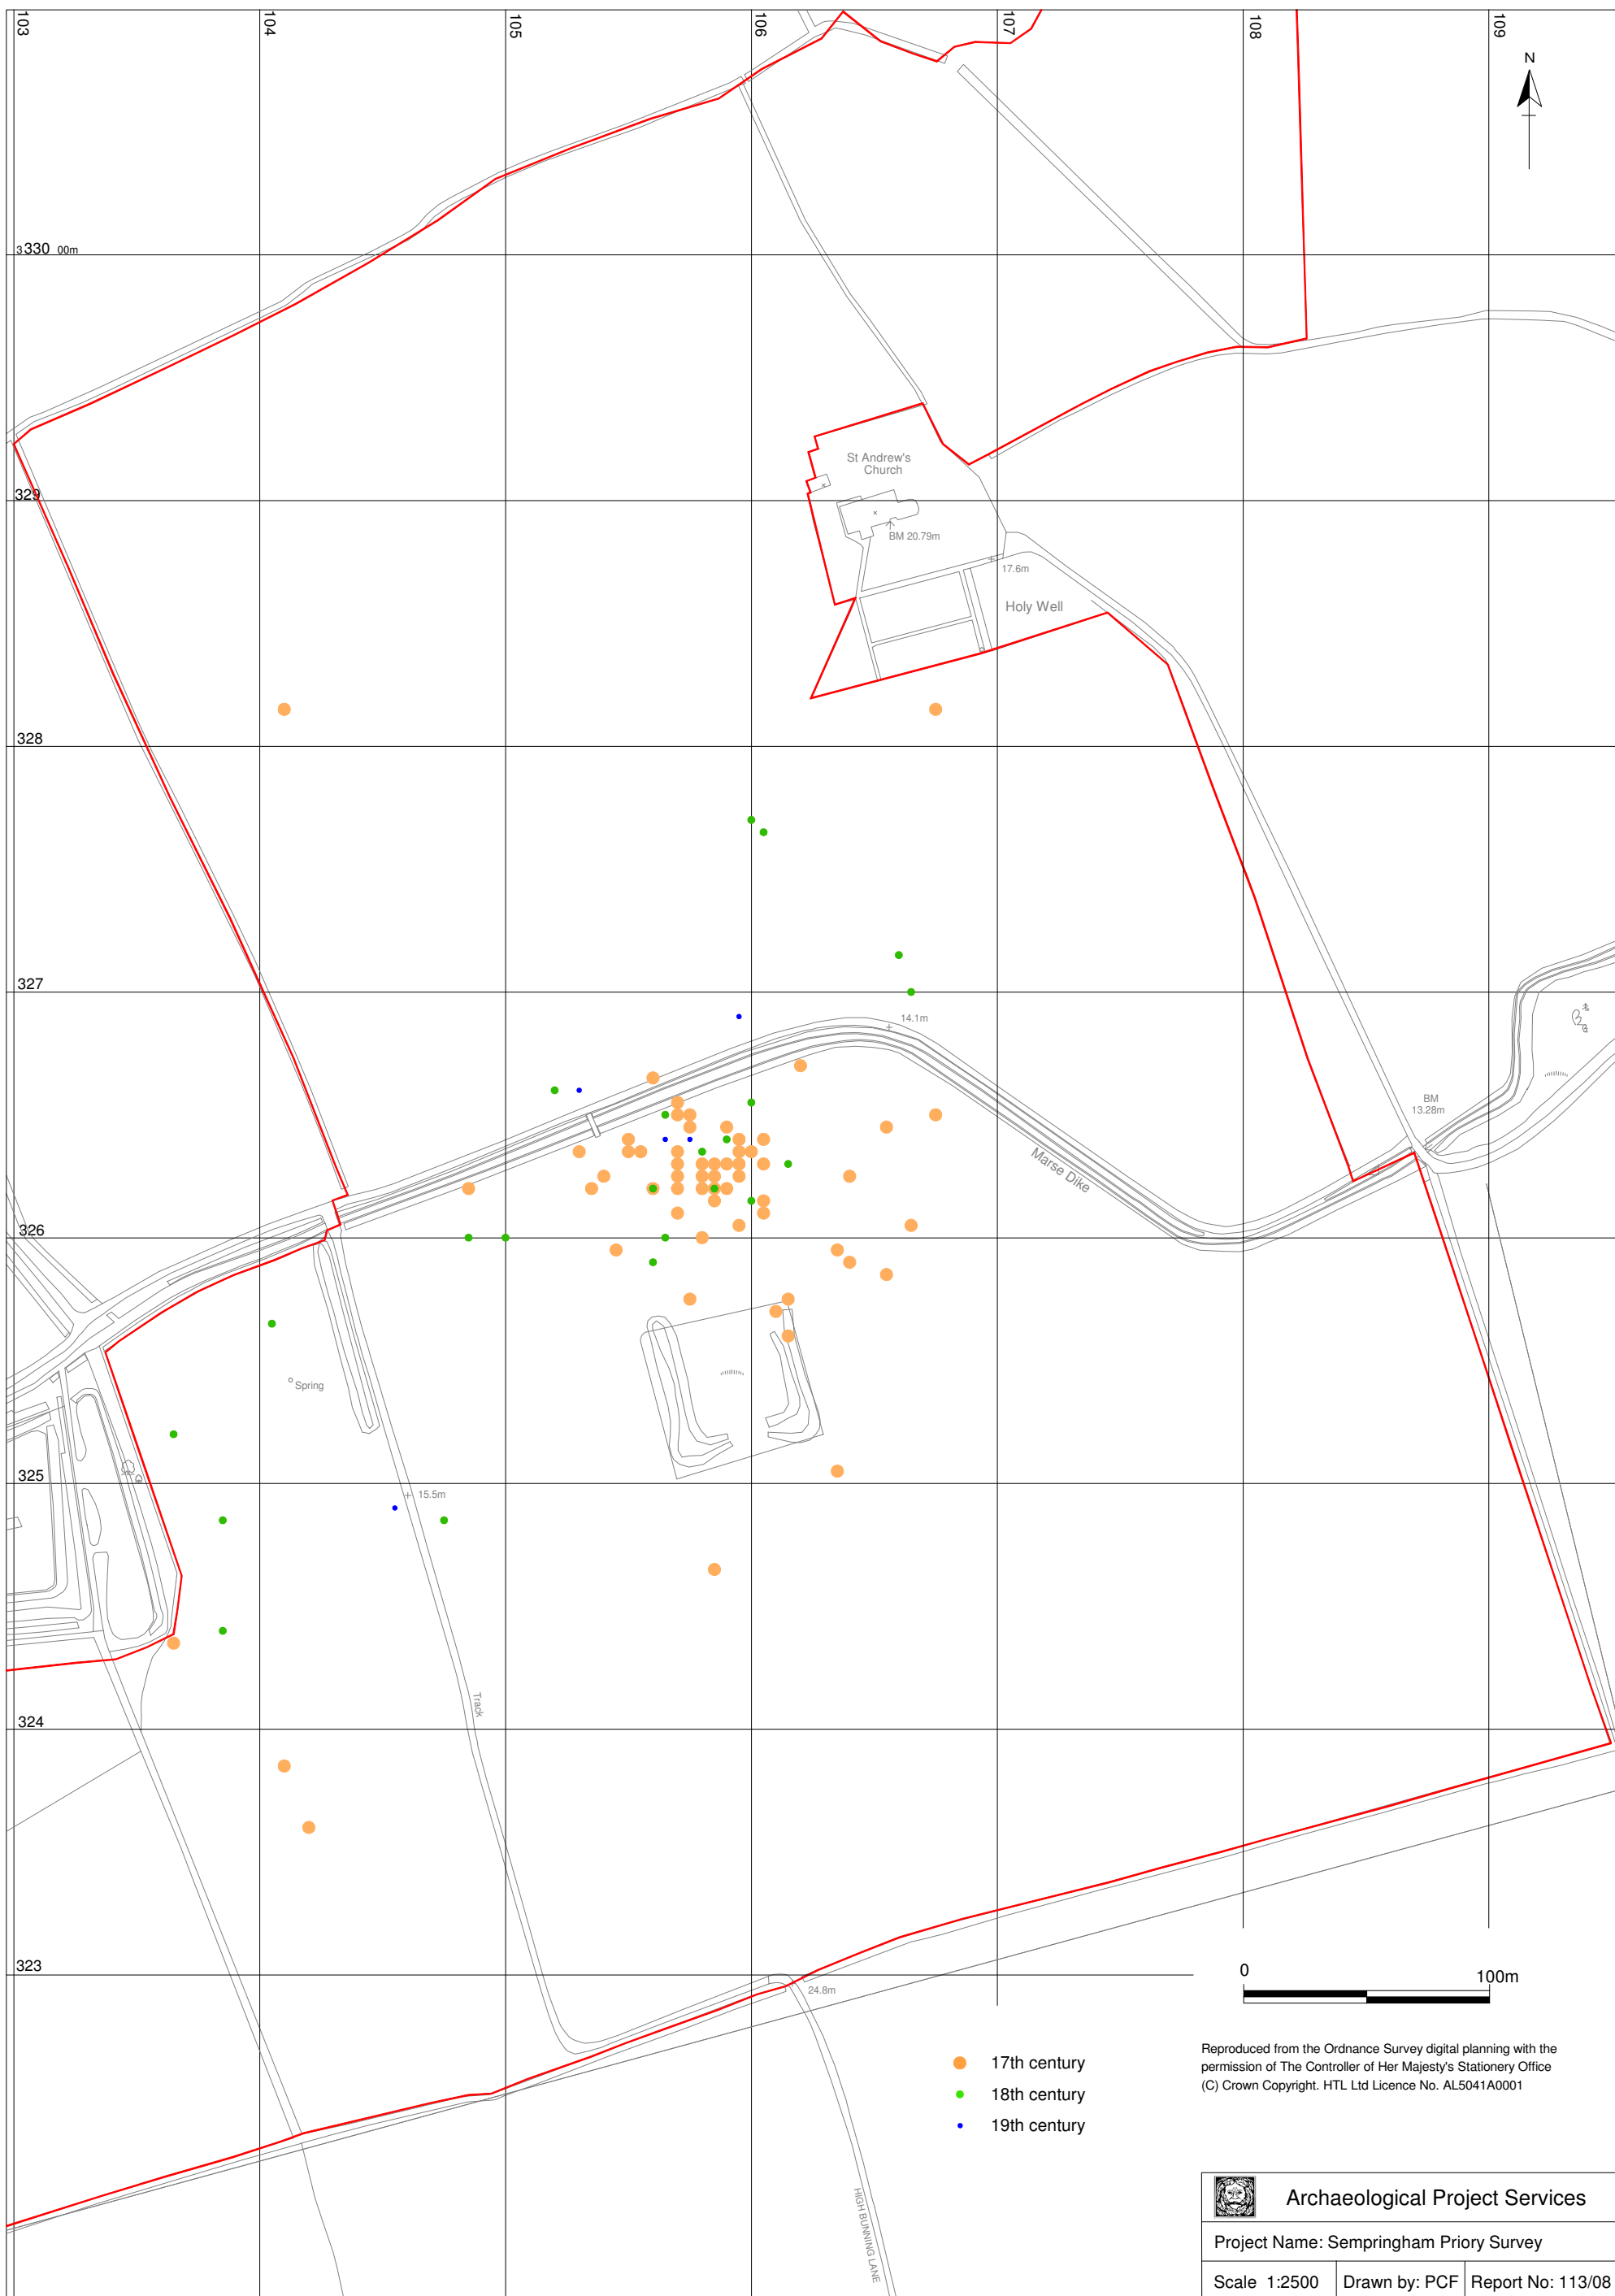 103
104
105
106
107
108
109
N
3330 00m
St Andrew's
Church
329
BM 20.79m
17.6m
Holy Well
328
327
14.1m
BM
13.28m
Marse Dike
326
Spring
325
15.5m
Track
324
323
24.8m
0 100m
17th century
18th century
19th century
Reproduced from the Ordnance Survey digital planning with the
permission of The Controller of Her Majesty's Stationery Office
(C) Crown Copyright. HTL Ltd Licence No. AL5041A0001
HIGH BUNNING LANE
Archaeological Project Services
Project Name: Sempringham Priory Survey
Scale 1:2500 Drawn by: PCF Report No: 113/08